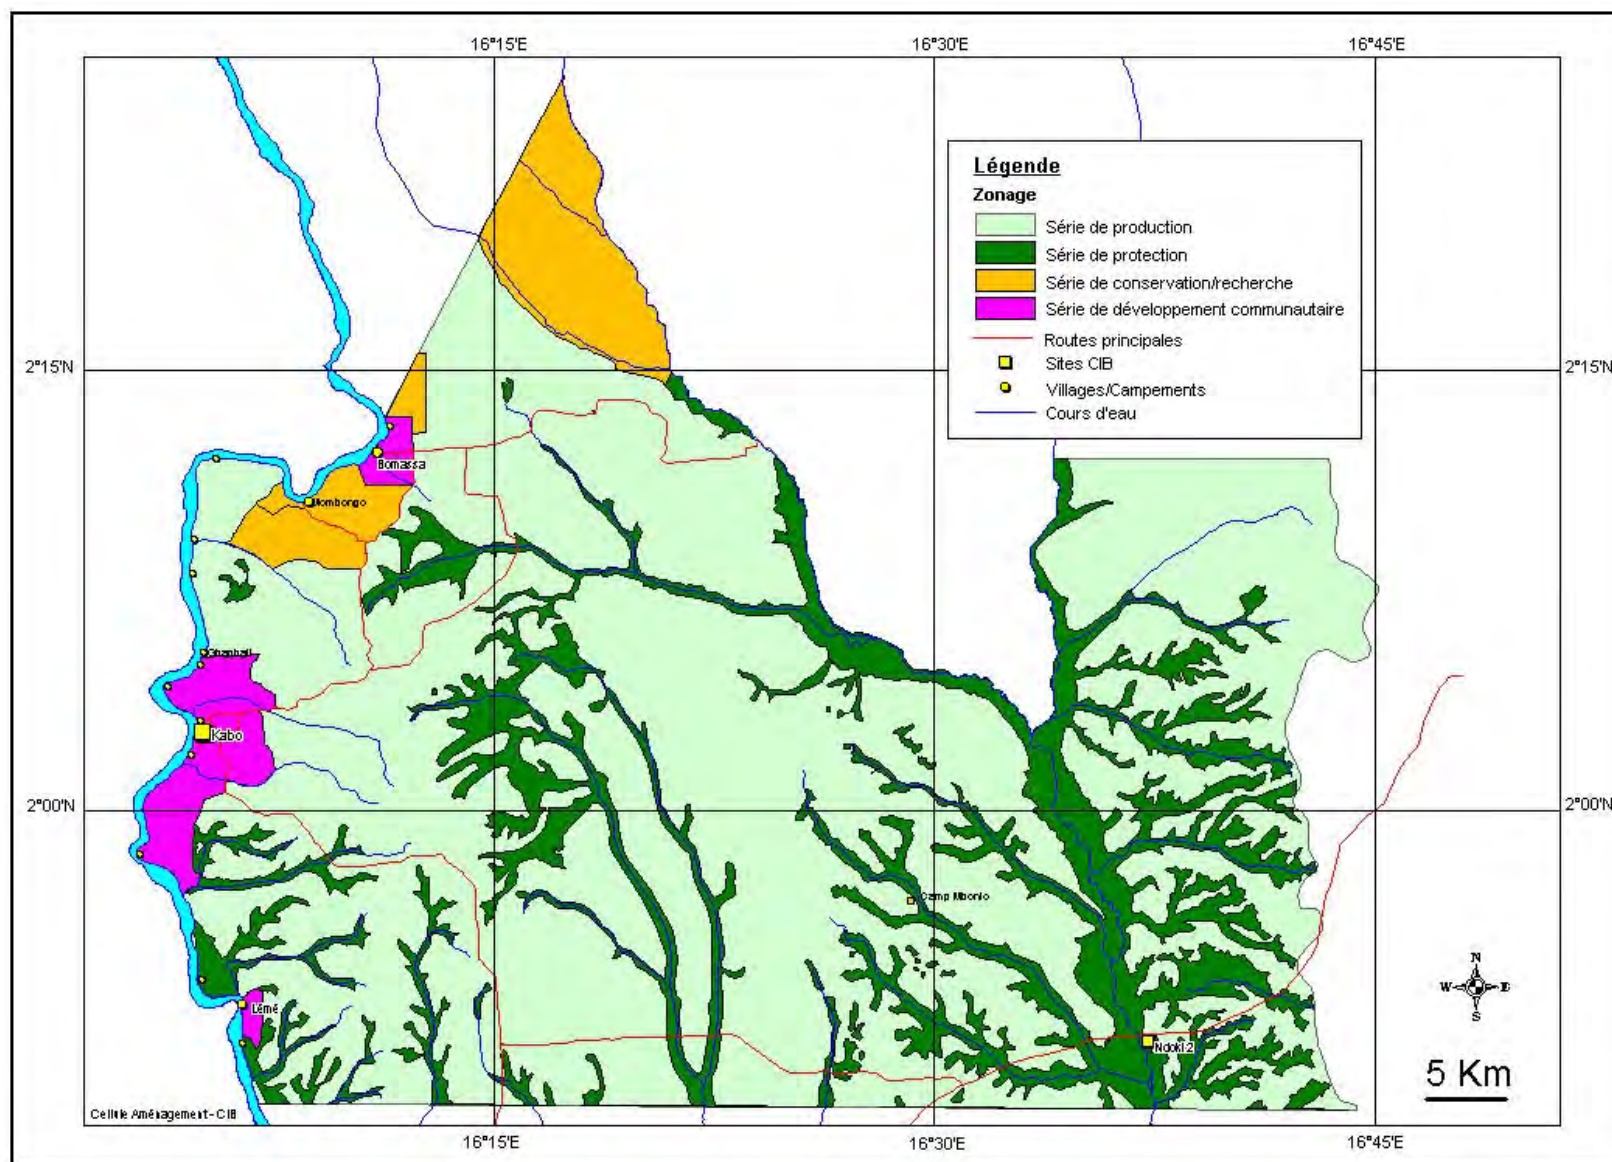 16°15'E 16°30'E 16°45'E
Légende
Zonage
Série de production
Série de protection
Série de conservation/recherche
Série de développement communautaire
Routes principales
Sites CIB
Villages/Campements
Cours d'eau
2°15'N 2°15'N
Bomassa
Mombongo
Kabo
2°00'N 2°00'N
Camp
Lémé
Ndoki 2
N
W E
S
5 Km
Cellule Aménagement - CIB
16°15'E 16°30'E 16°45'E